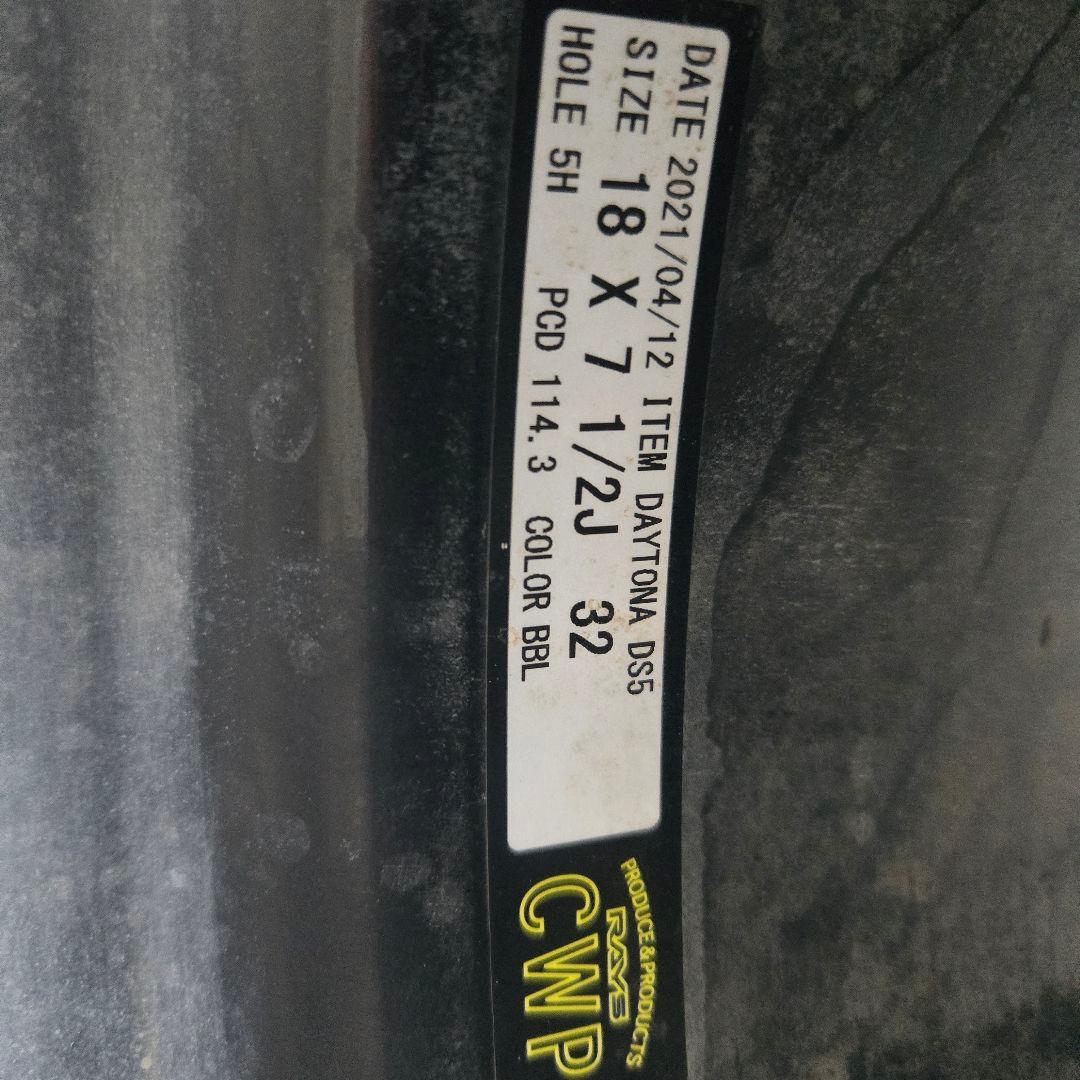 DATE 2021/04/12 ITEM DAYTONA DS5
SIZE 18 X 7 1/2J 32
HOLE 5H PCD 114.3 COLOR BBL
PRODUCE & PRODUCTS
RAYS
CWP